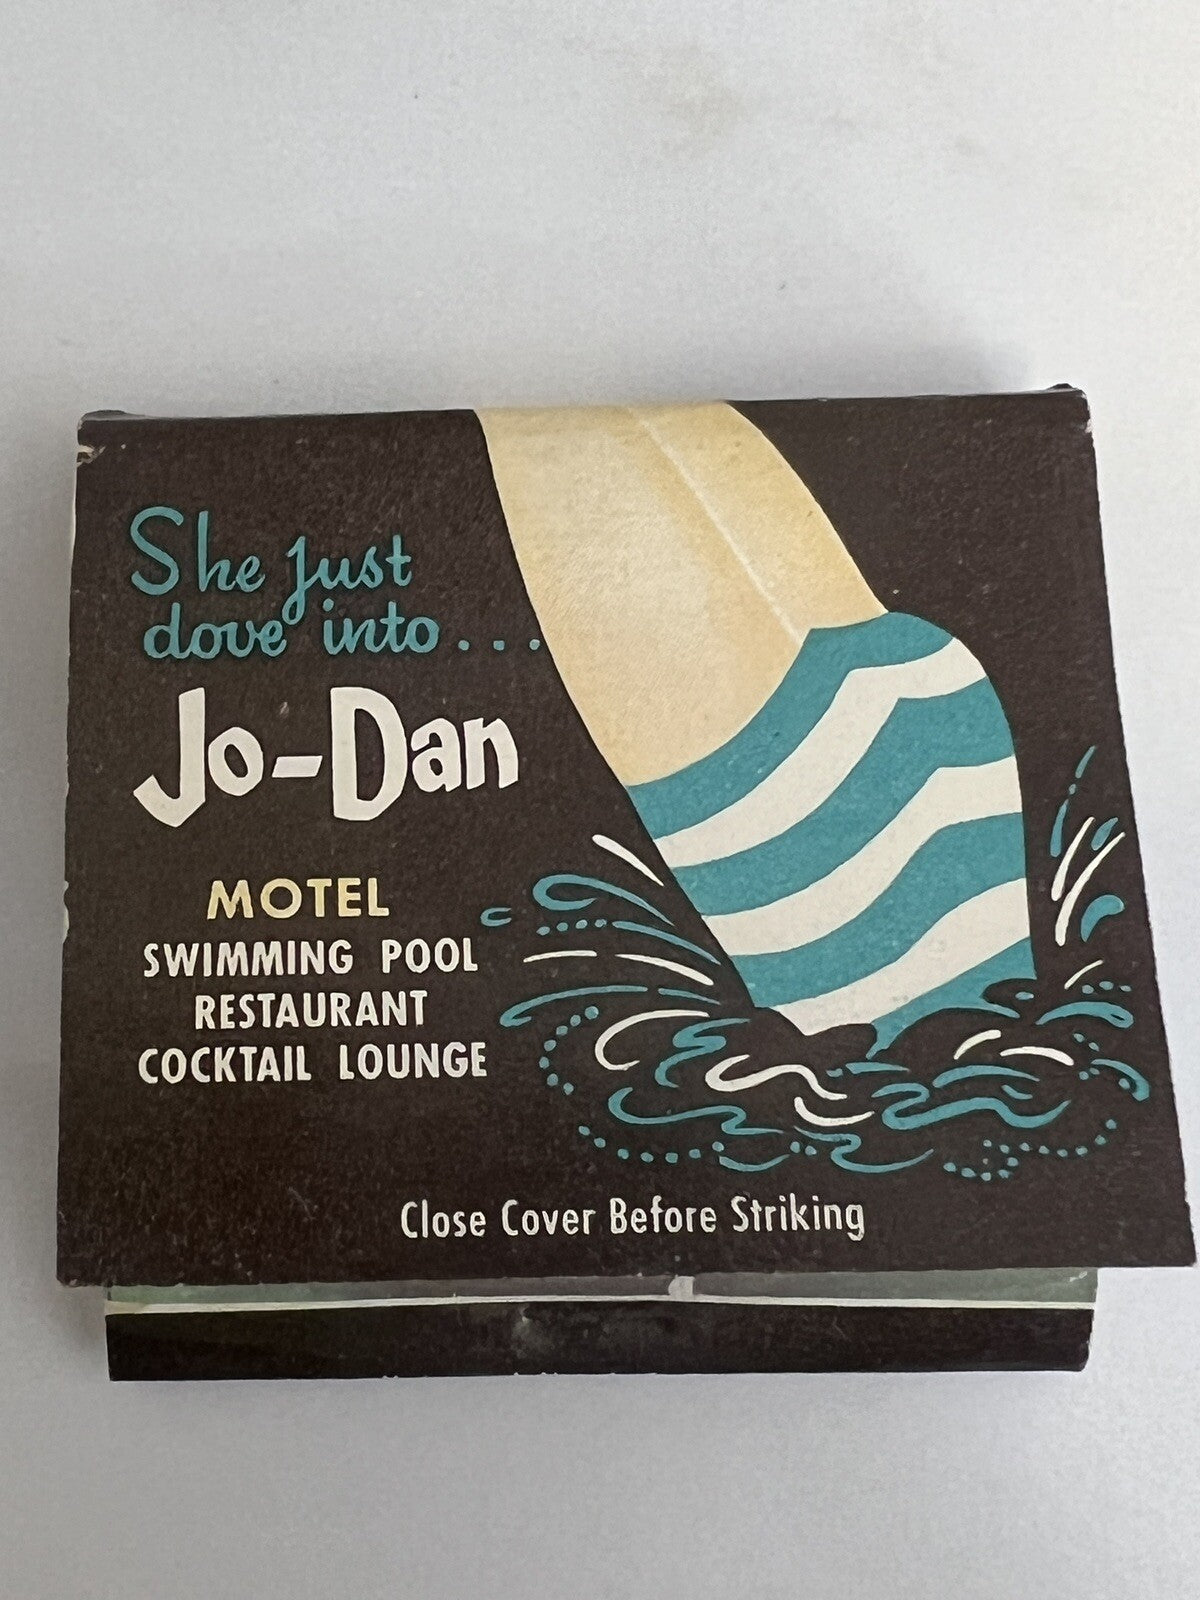 She just
dove into...
Jo-Dan
MOTEL
SWIMMING POOL
RESTAURANT
COCKTAIL LOUNGE
Close Cover Before Striking